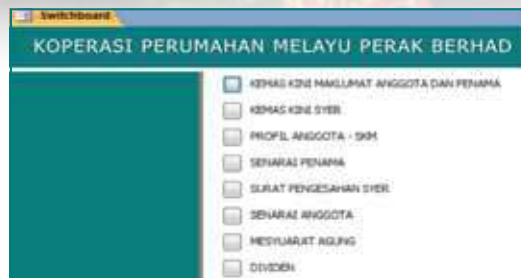 Switchboard
KOPERASI PERUMAHAN MELAYU PERAK BERHAD
KEMAS KINI MAKLUMAT ANGGOTA DAN PENAMA
KEMAS KINI SYER
PROFIL ANGGOTA - SKM
SENARAI PENAMA
SURAT PENGESAHAN SYER
SENARAI ANGGOTA
MESYUARAT AGUNG
DIVIDEN